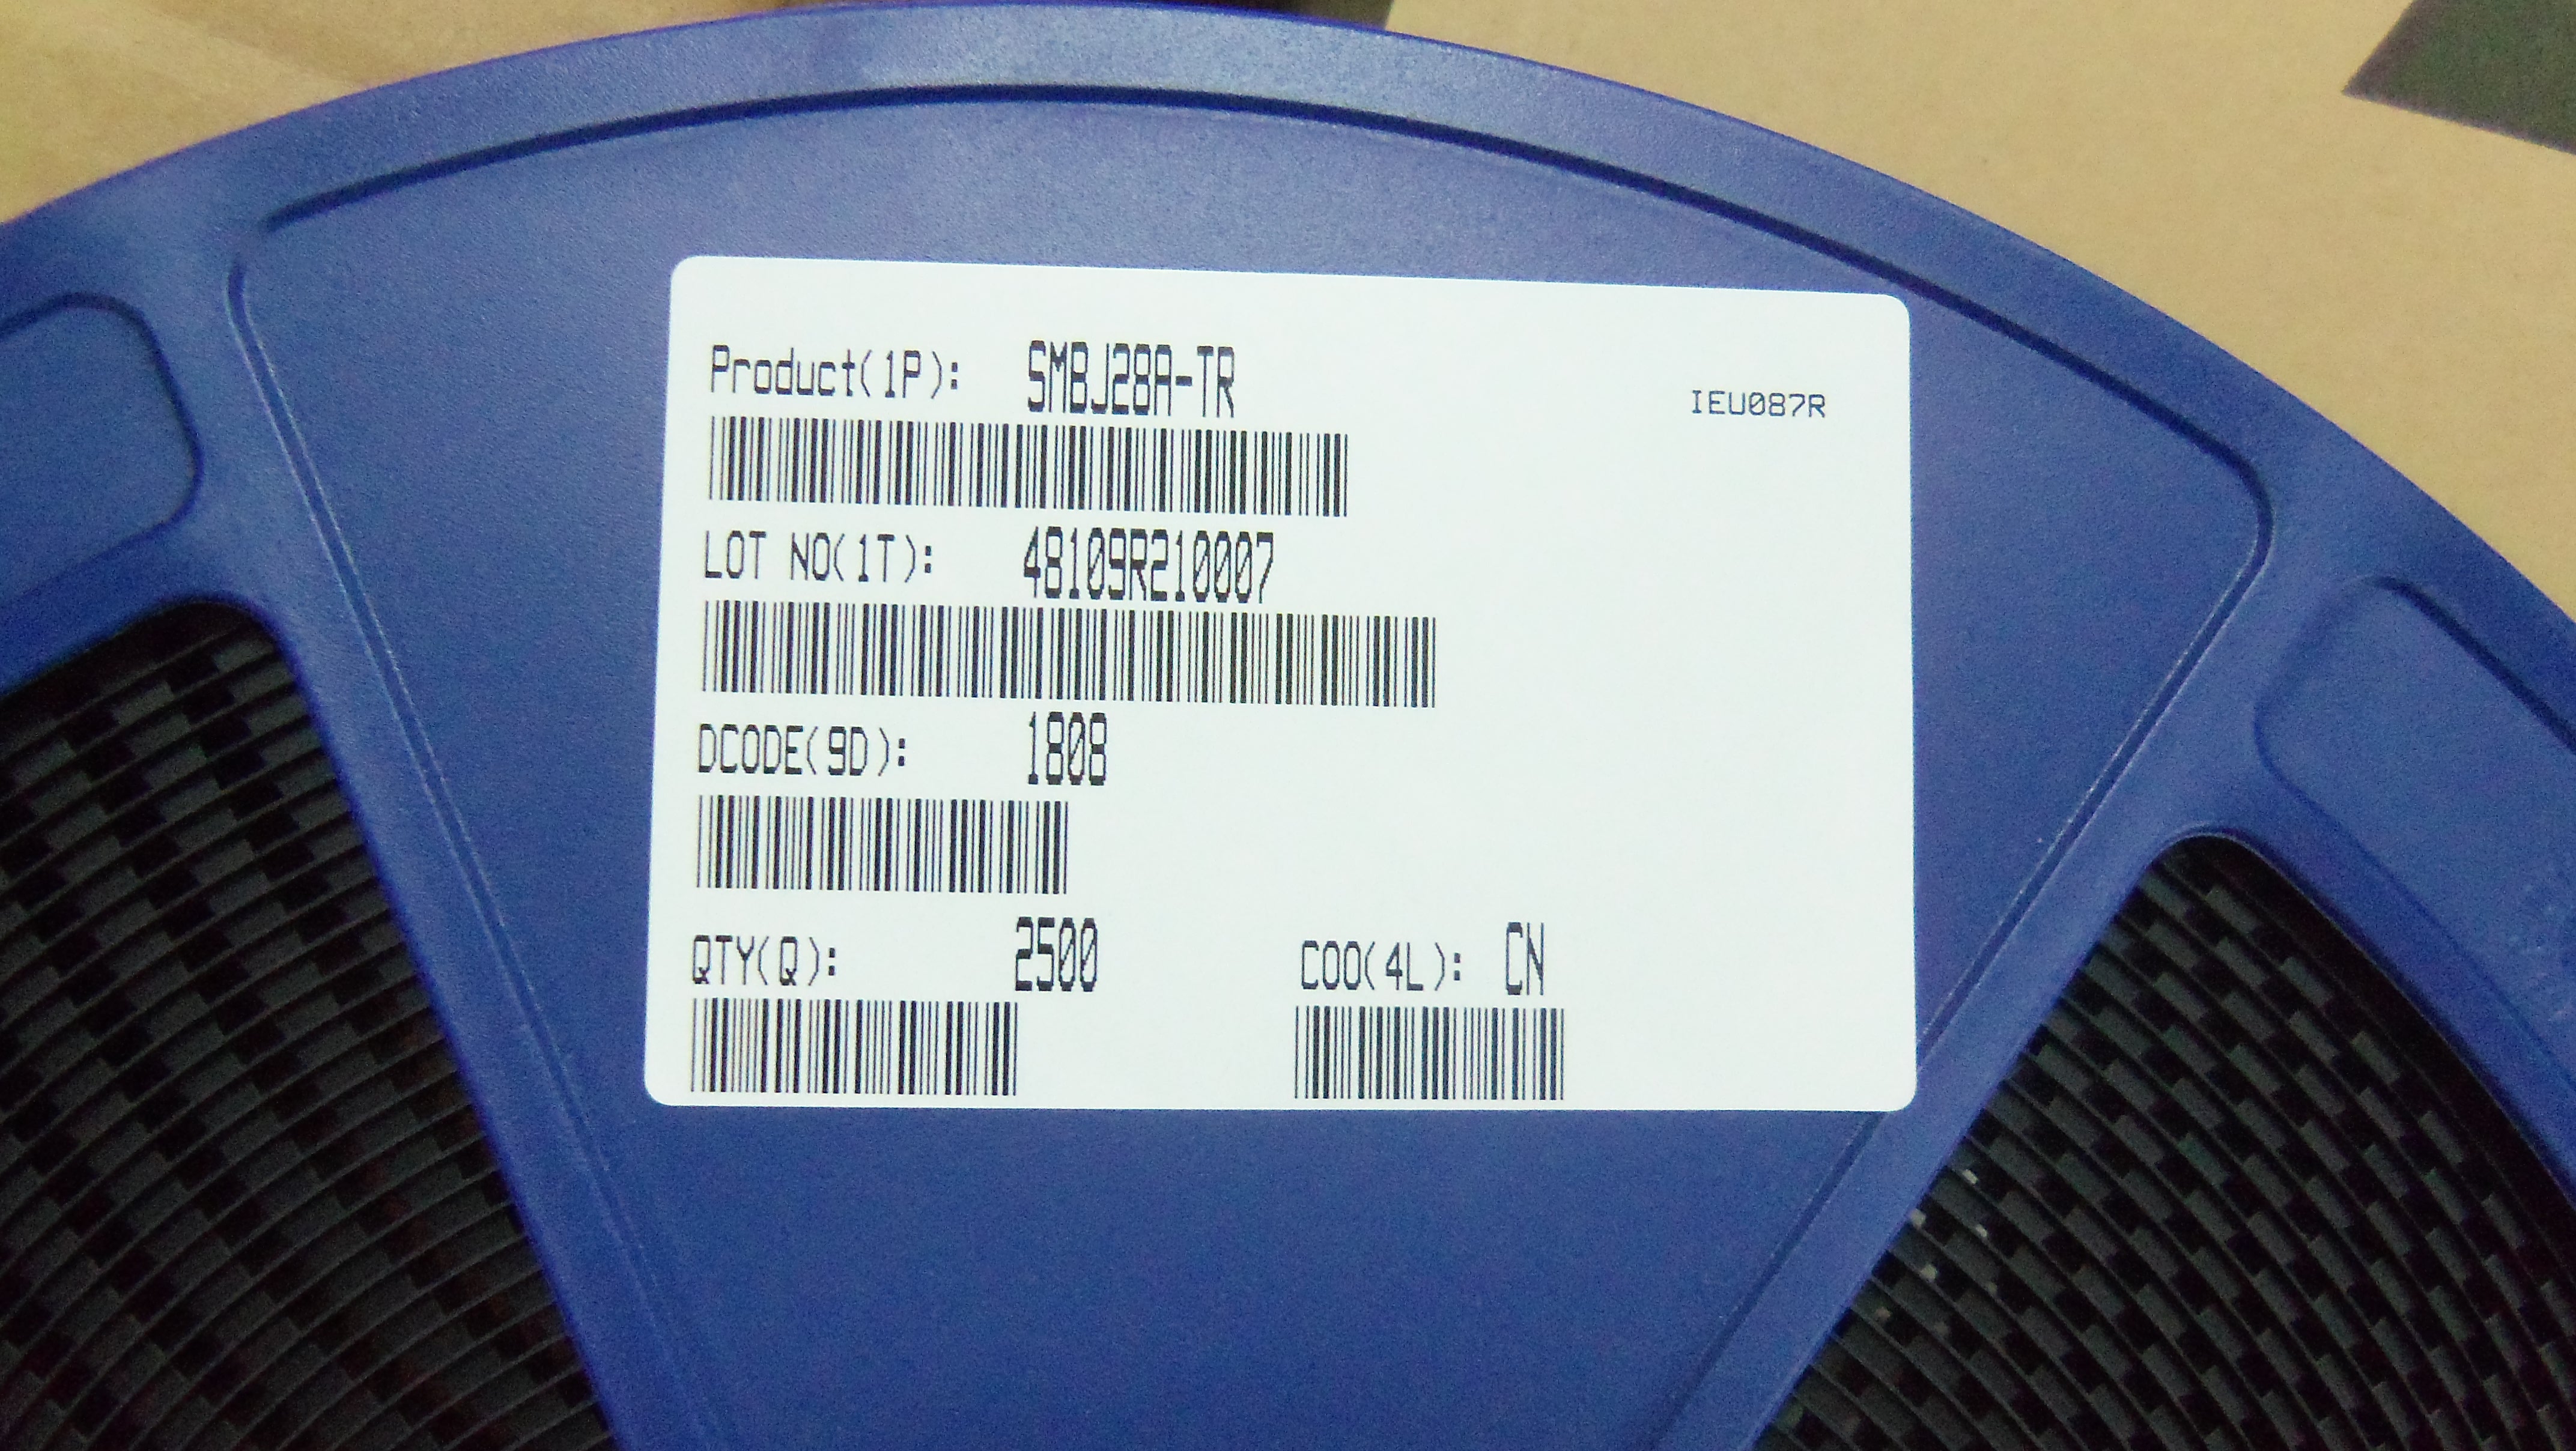 Product(1P): SMBJ28A-TR
IEU087R
LOT NO(1T): 48109R210007
DCODE(9D): 1808
QTY(Q): 2500 COO(4L): CN